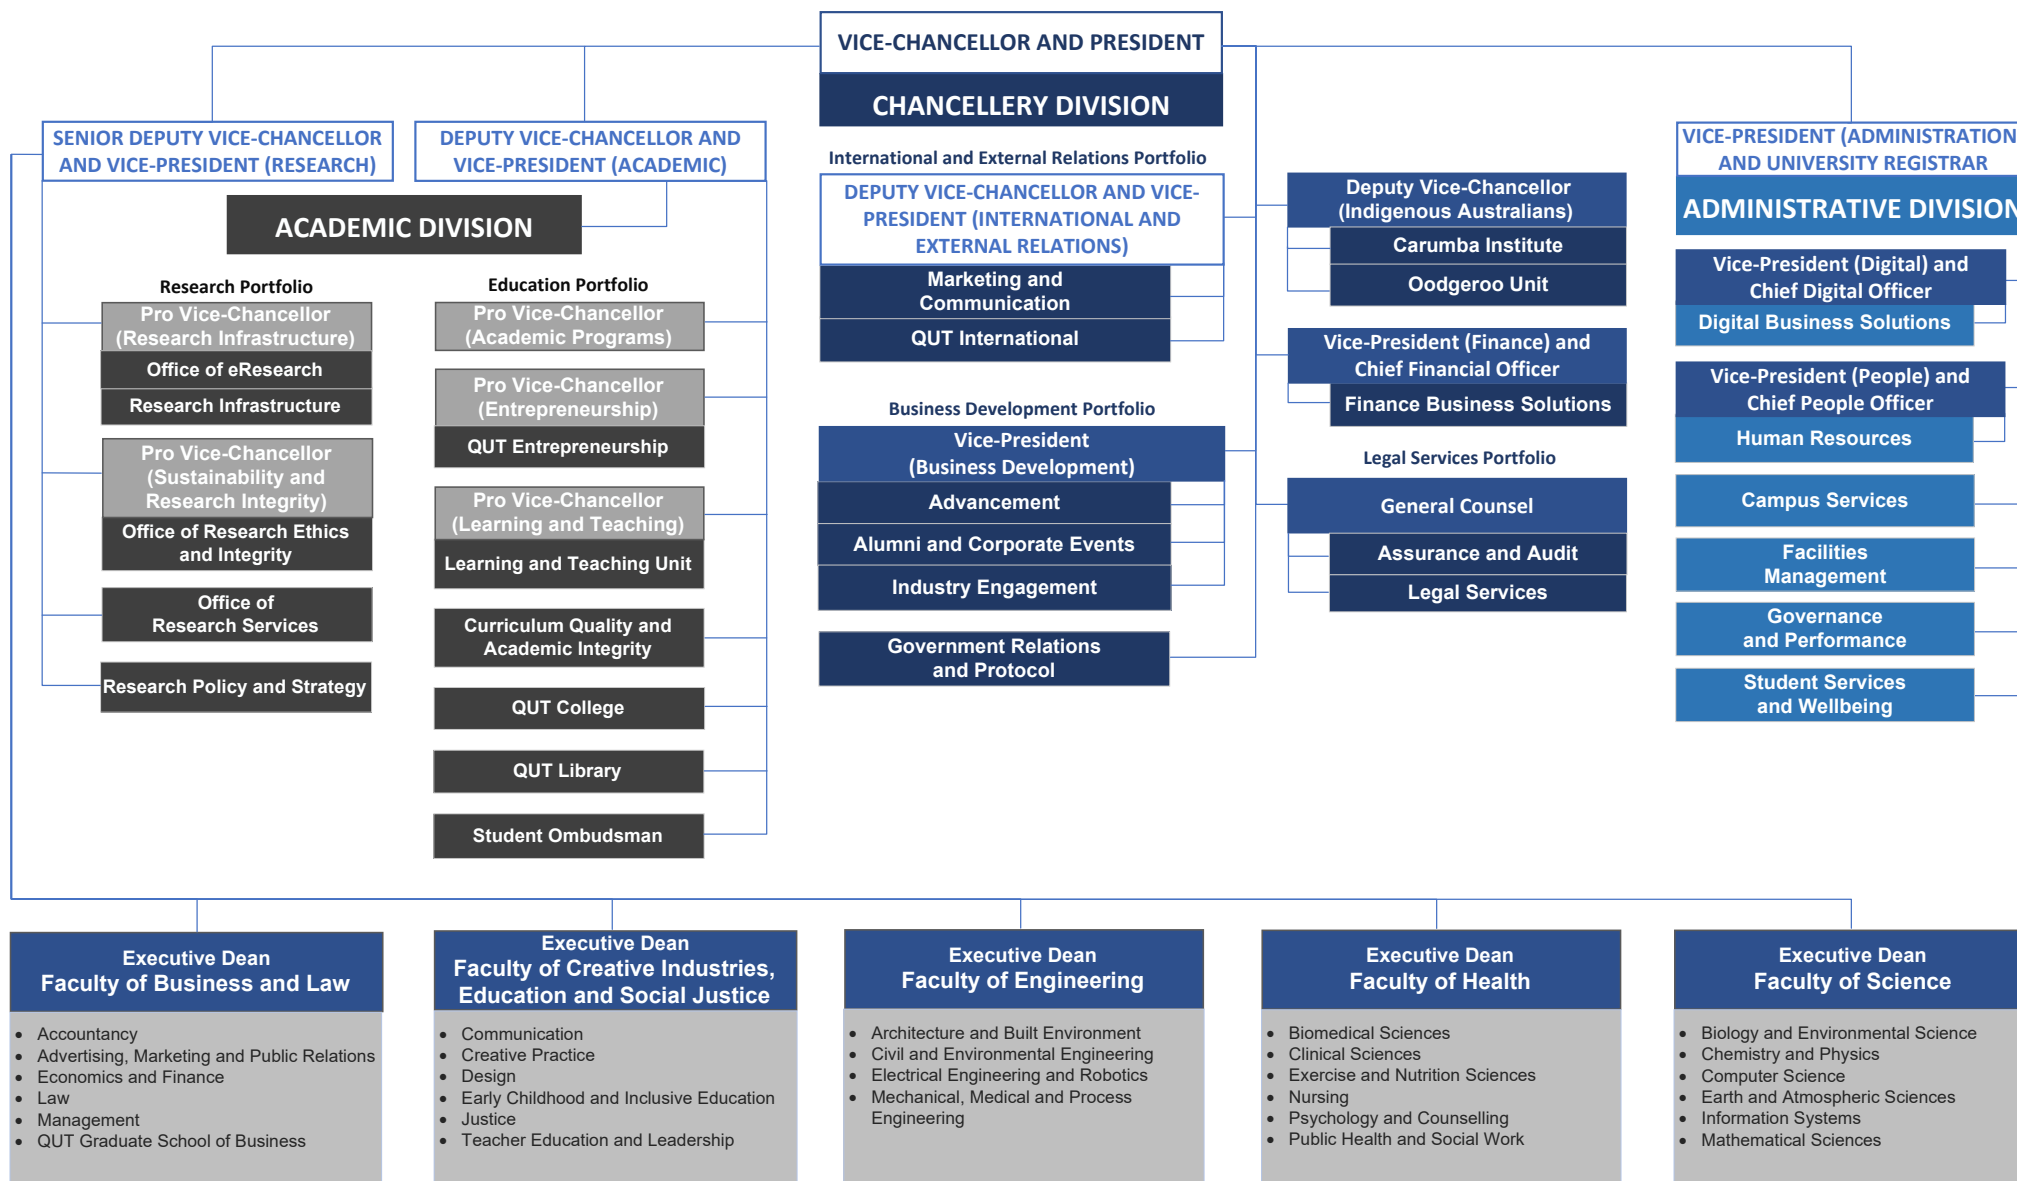 VICE-CHANCELLOR AND PRESIDENT
CHANCELLERY DIVISION
SENIOR DEPUTY VICE-CHANCELLOR
AND VICE-PRESIDENT (RESEARCH)
DEPUTY VICE-CHANCELLOR AND
VICE-PRESIDENT (ACADEMIC)
ACADEMIC DIVISION
Research Portfolio
Pro Vice-Chancellor
(Research Infrastructure)
Office of eResearch
Research Infrastructure
Pro Vice-Chancellor
(Sustainability and
Research Integrity)
Office of Research Ethics
and Integrity
Office of
Research Services
Research Policy and Strategy
Education Portfolio
Pro Vice-Chancellor
(Academic Programs)
Pro Vice-Chancellor
(Entrepreneurship)
QUT Entrepreneurship
Pro Vice-Chancellor
(Learning and Teaching)
Learning and Teaching Unit
Curriculum Quality and
Academic Integrity
QUT College
QUT Library
Student Ombudsman
International and External Relations Portfolio
DEPUTY VICE-CHANCELLOR AND VICE-
PRESIDENT (INTERNATIONAL AND
EXTERNAL RELATIONS)
Marketing and
Communication
QUT International
Business Development Portfolio
Vice-President
(Business Development)
Advancement
Alumni and Corporate Events
Industry Engagement
Government Relations
and Protocol
Deputy Vice-Chancellor
(Indigenous Australians)
Carumba Institute
Oodgeroo Unit
Vice-President (Finance) and
Chief Financial Officer
Finance Business Solutions
Legal Services Portfolio
General Counsel
Assurance and Audit
Legal Services
VICE-PRESIDENT (ADMINISTRATION
AND UNIVERSITY REGISTRAR
ADMINISTRATIVE DIVISION
Vice-President (Digital) and
Chief Digital Officer
Digital Business Solutions
Vice-President (People) and
Chief People Officer
Human Resources
Campus Services
Facilities
Management
Governance
and Performance
Student Services
and Wellbeing
Executive Dean
Faculty of Business and Law
• Accountancy
• Advertising, Marketing and Public Relations
• Economics and Finance
• Law
• Management
• QUT Graduate School of Business
Executive Dean
Faculty of Creative Industries,
Education and Social Justice
• Communication
• Creative Practice
• Design
• Early Childhood and Inclusive Education
• Justice
• Teacher Education and Leadership
Executive Dean
Faculty of Engineering
• Architecture and Built Environment
• Civil and Environmental Engineering
• Electrical Engineering and Robotics
• Mechanical, Medical and Process
Engineering
Executive Dean
Faculty of Health
• Biomedical Sciences
• Clinical Sciences
• Exercise and Nutrition Sciences
• Nursing
• Psychology and Counselling
• Public Health and Social Work
Executive Dean
Faculty of Science
• Biology and Environmental Science
• Chemistry and Physics
• Computer Science
• Earth and Atmospheric Sciences
• Information Systems
• Mathematical Sciences